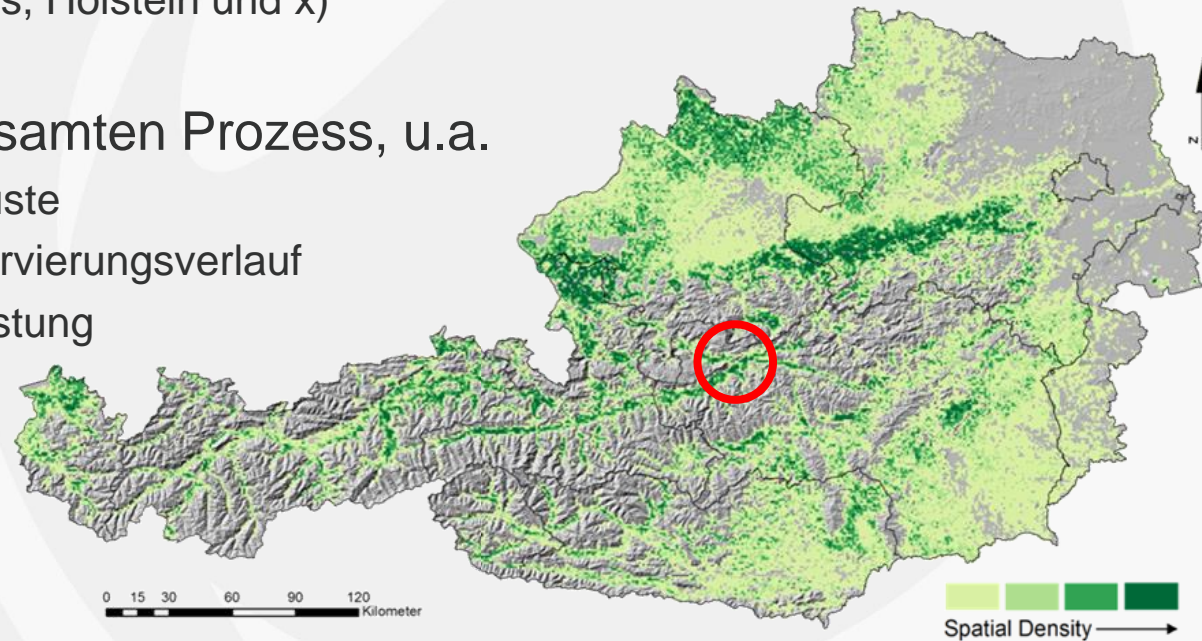 s, Holstein und x)
samten Prozess, u.a.
uste
rvierungsverlauf
stung
N
0 15 30 60 90 120
Kilometer
Spatial Density